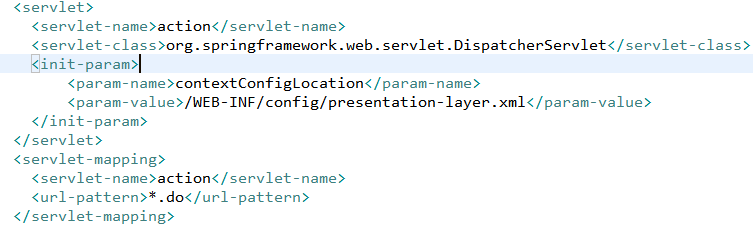 <servlet>
  <servlet-name>action</servlet-name>
  <servlet-class>org.springframework.web.servlet.DispatcherServlet</servlet-class>
  <init-param>
      <param-name>contextConfigLocation</param-name>
      <param-value>/WEB-INF/config/presentation-layer.xml</param-value>
  </init-param>
</servlet>
<servlet-mapping>
  <servlet-name>action</servlet-name>
  <url-pattern>*.do</url-pattern>
</servlet-mapping>